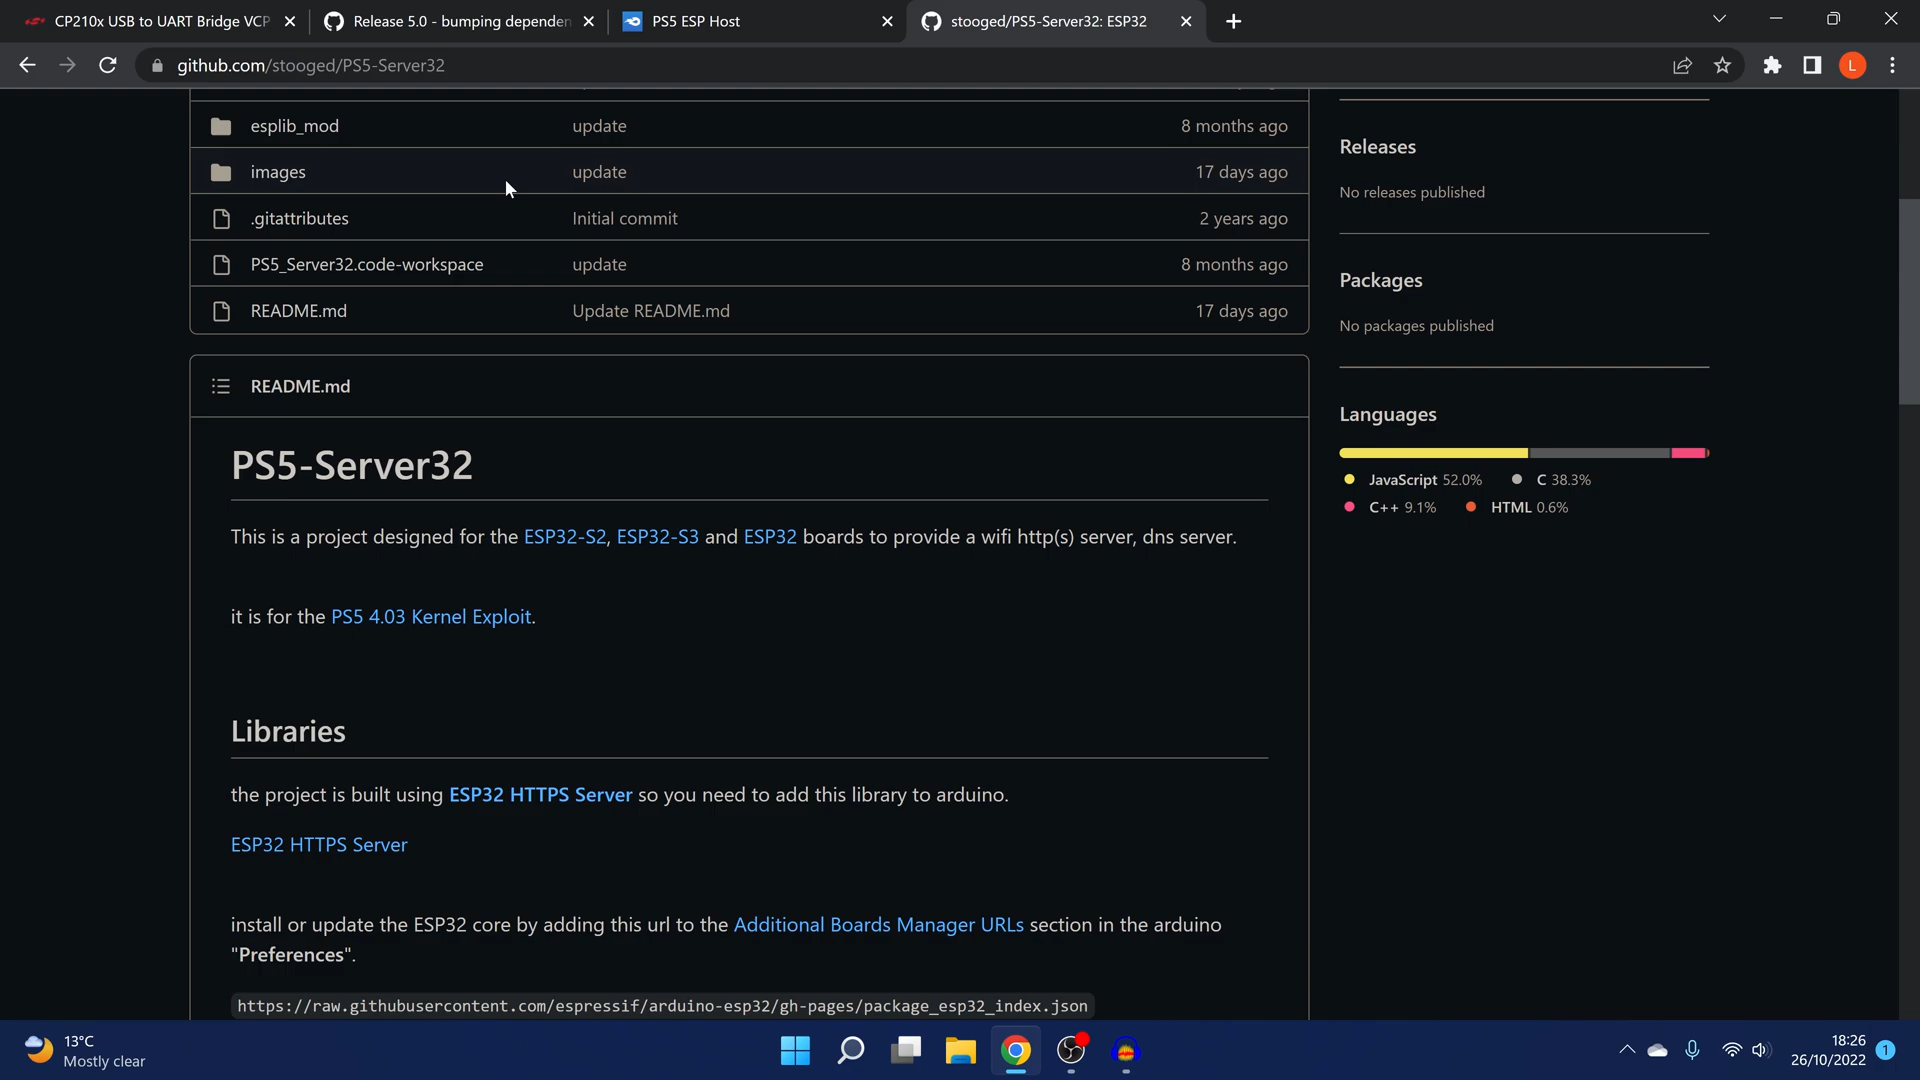 CP210x USB to UART Bridge VCP
Release 5.0 - bumping dependen
PS5 ESP Host
stooged/PS5-Server32: ESP32
github.com/stooged/PS5-Server32
L
esplib_mod update 8 months ago
images update 17 days ago
.gitattributes Initial commit 2 years ago
PS5_Server32.code-workspace update 8 months ago
README.md Update README.md 17 days ago
README.md
PS5-Server32
This is a project designed for the ESP32-S2, ESP32-S3 and ESP32 boards to provide a wifi http(s) server, dns server.
it is for the PS5 4.03 Kernel Exploit.
Libraries
the project is built using ESP32 HTTPS Server so you need to add this library to arduino.
ESP32 HTTPS Server
install or update the ESP32 core by adding this url to the Additional Boards Manager URLs section in the arduino
"Preferences".
https://raw.githubusercontent.com/espressif/arduino-esp32/gh-pages/package_esp32_index.json
Releases
No releases published
Packages
No packages published
Languages
JavaScript 52.0% C 38.3%
C++ 9.1% HTML 0.6%
13°C
Mostly clear
18:26
26/10/2022
1